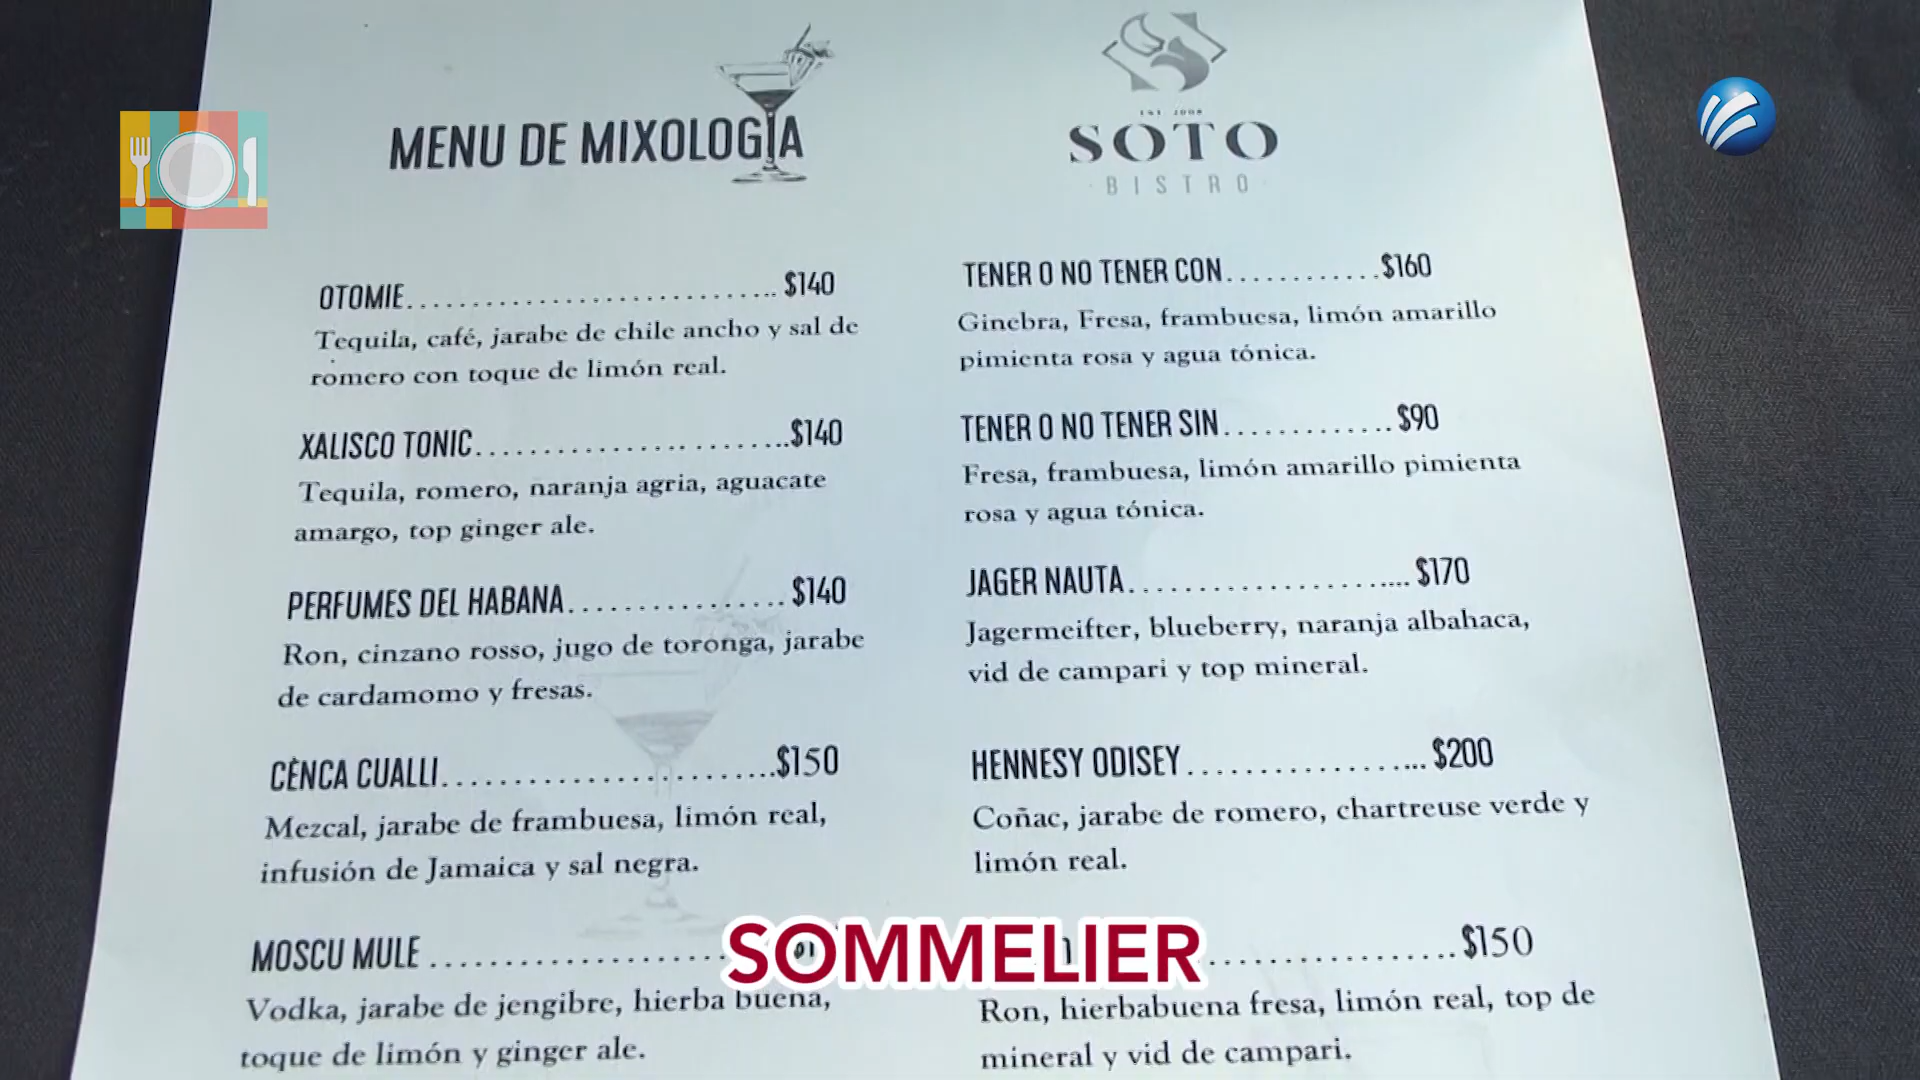 MENU DE MIXOLOGÍA
EST 2008
SOTO
BISTRO
OTOMIE.............................. $140
Tequila, café, jarabe de chile ancho y sal de
romero con toque de limón real.
XALISCO TONIC.........................$140
Tequila, romero, naranja agria, aguacate
amargo, top ginger ale.
PERFUMES DEL HABANA................$140
Ron, cinzano rosso, jugo de toronga, jarabe
de cardamomo y fresas.
CÈNCA CUALLI.........................$150
Mezcal, jarabe de frambuesa, limón real,
infusión de Jamaica y sal negra.
MOSCU MULE ......................
Vodka, jarabe de jengibre, hierba buena,
toque de limón y ginger ale.
TENER O NO TENER CON.............$160
Ginebra, Fresa, frambuesa, limón amarillo
pimienta rosa y agua tónica.
TENER O NO TENER SIN............. $90
Fresa, frambuesa, limón amarillo pimienta
rosa y agua tónica.
JAGER NAUTA...................... $170
Jagermeifter, blueberry, naranja albahaca,
vid de campari y top mineral.
HENNESY ODISEY................... $200
Coñac, jarabe de romero, chartreuse verde y
limón real.
..................$150
Ron, hierbabuena fresa, limón real, top de
mineral y vid de campari.
SOMMELIER